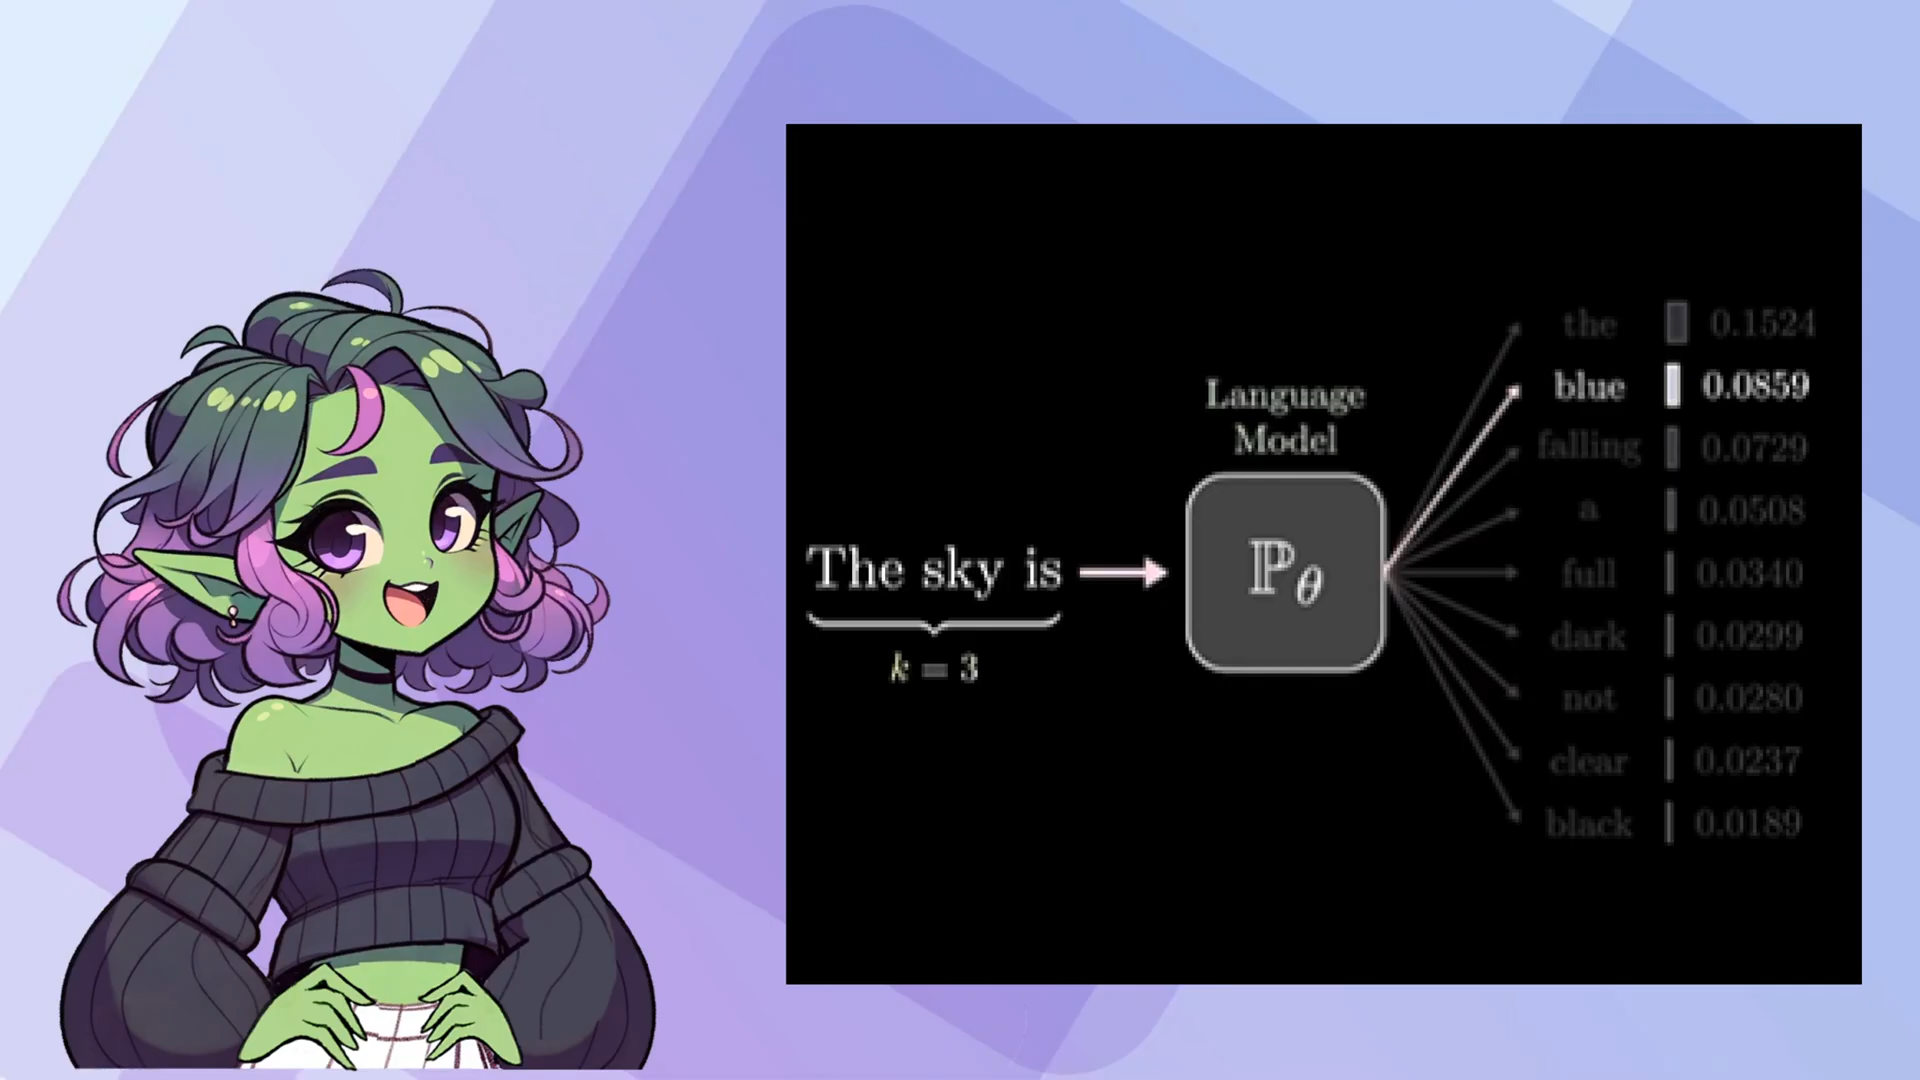 The sky is
k = 3
Language
Model
ℙθ
the 0.1524
blue 0.0859
falling 0.0729
a 0.0508
full 0.0340
dark 0.0299
not 0.0280
clear 0.0237
black 0.0189